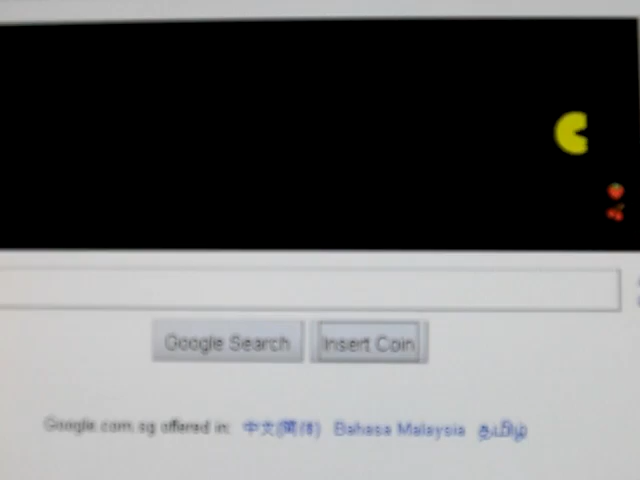 Google Search Insert Coin
Google.com.sg offered in: 中文(简体) Bahasa Malaysia தமிழ்